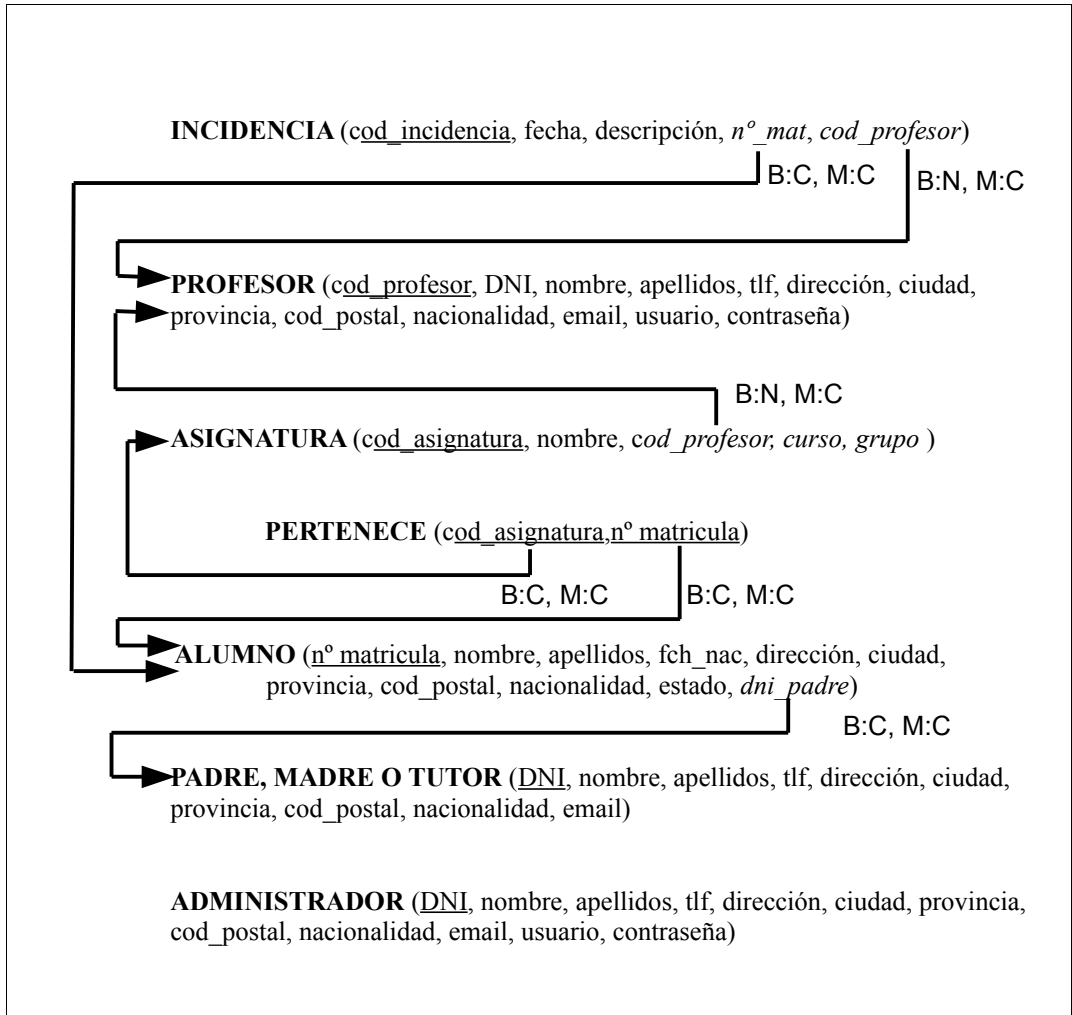 INCIDENCIA (cod_incidencia, fecha, descripción, nº_mat, cod_profesor)
B:C, M:C
B:N, M:C
PROFESOR (cod_profesor, DNI, nombre, apellidos, tlf, dirección, ciudad,
provincia, cod_postal, nacionalidad, email, usuario, contraseña)
B:N, M:C
ASIGNATURA (cod_asignatura, nombre, cod_profesor, curso, grupo )
PERTENECE (cod_asignatura,nº matricula)
B:C, M:C
B:C, M:C
ALUMNO (nº matricula, nombre, apellidos, fch_nac, dirección, ciudad,
provincia, cod_postal, nacionalidad, estado, dni_padre)
B:C, M:C
PADRE, MADRE O TUTOR (DNI, nombre, apellidos, tlf, dirección, ciudad,
provincia, cod_postal, nacionalidad, email)
ADMINISTRADOR (DNI, nombre, apellidos, tlf, dirección, ciudad, provincia,
cod_postal, nacionalidad, email, usuario, contraseña)